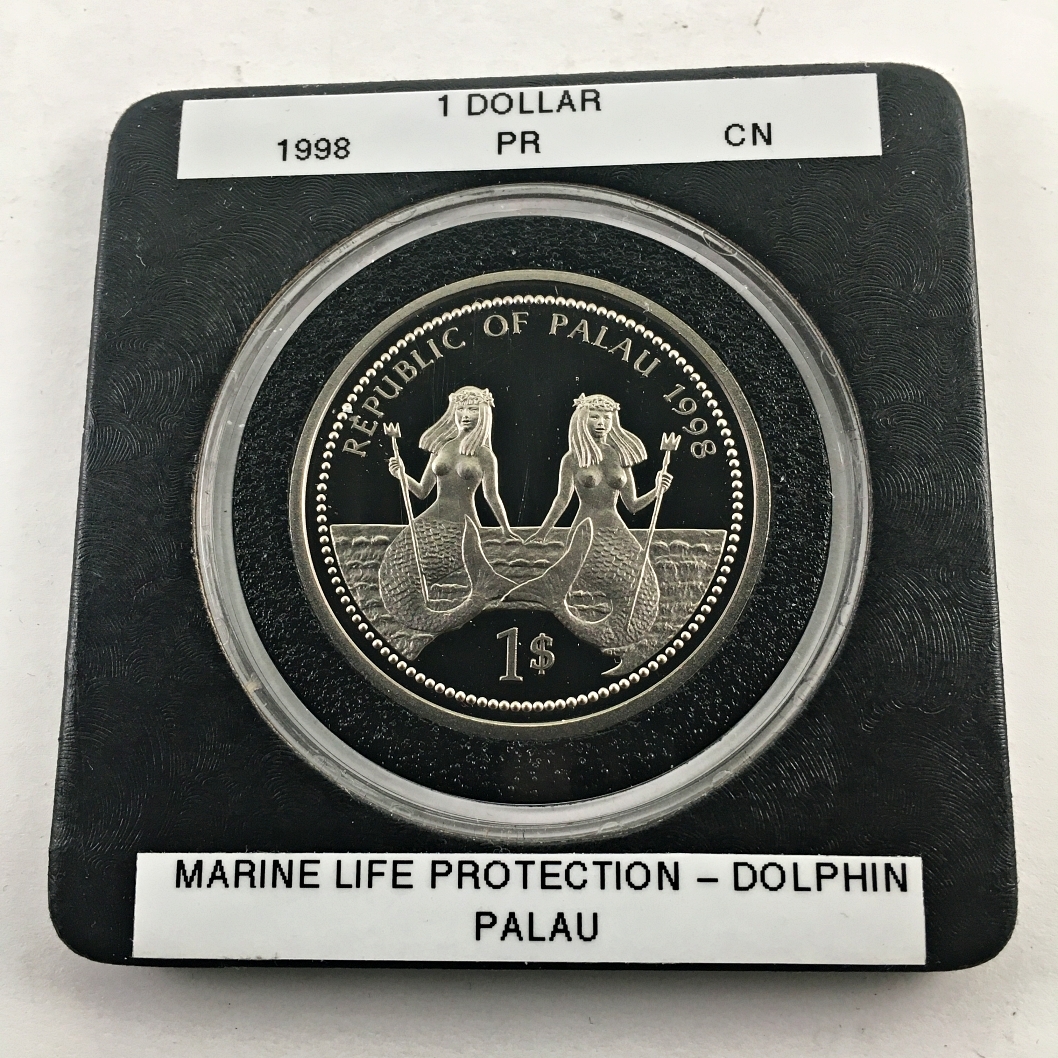 1 DOLLAR
1998 PR CN
REPUBLIC OF PALAU 1998
1$
MARINE LIFE PROTECTION – DOLPHIN
PALAU